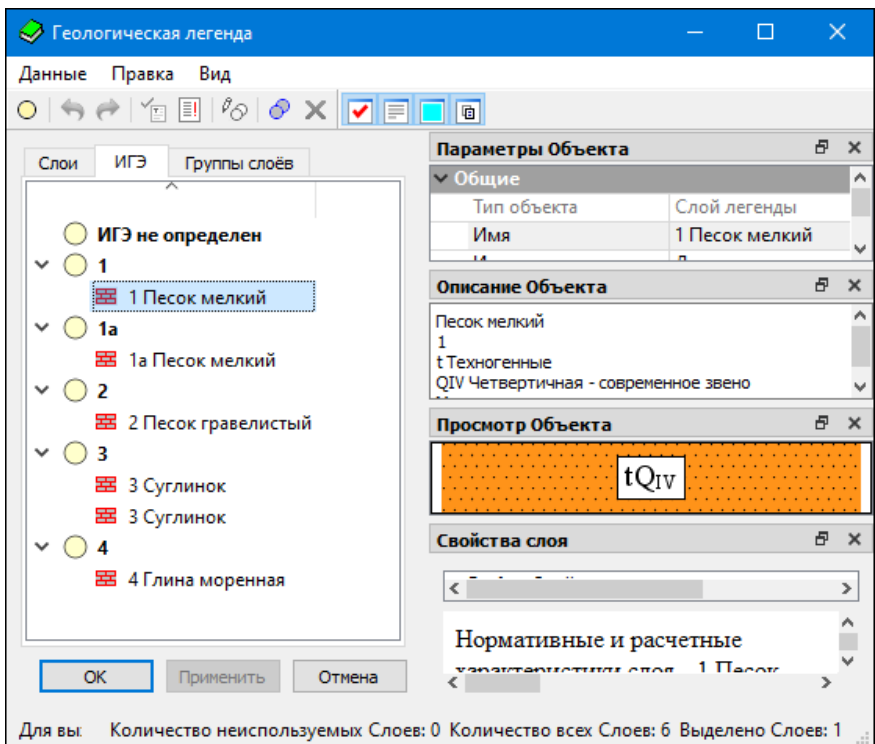 Геологическая легенда
Данные Правка Вид
Слои ИГЭ Группы слоёв
ИГЭ не определен
1
1 Песок мелкий
1а
1а Песок мелкий
2
2 Песок гравелистый
3
3 Суглинок
3 Суглинок
4
4 Глина моренная
ОК Применить Отмена
Параметры Объекта
Общие
Тип объекта Слой легенды
Имя 1 Песок мелкий
Описание Объекта
Песок мелкий
1
t Техногенные
QIV Четвертичная - современное звено
Просмотр Объекта
tQIV
Свойства слоя
Нормативные и расчетные
характеристики слоя 1 Песок
Для вы Количество неиспользуемых Слоев: 0 Количество всех Слоев: 6 Выделено Слоев: 1